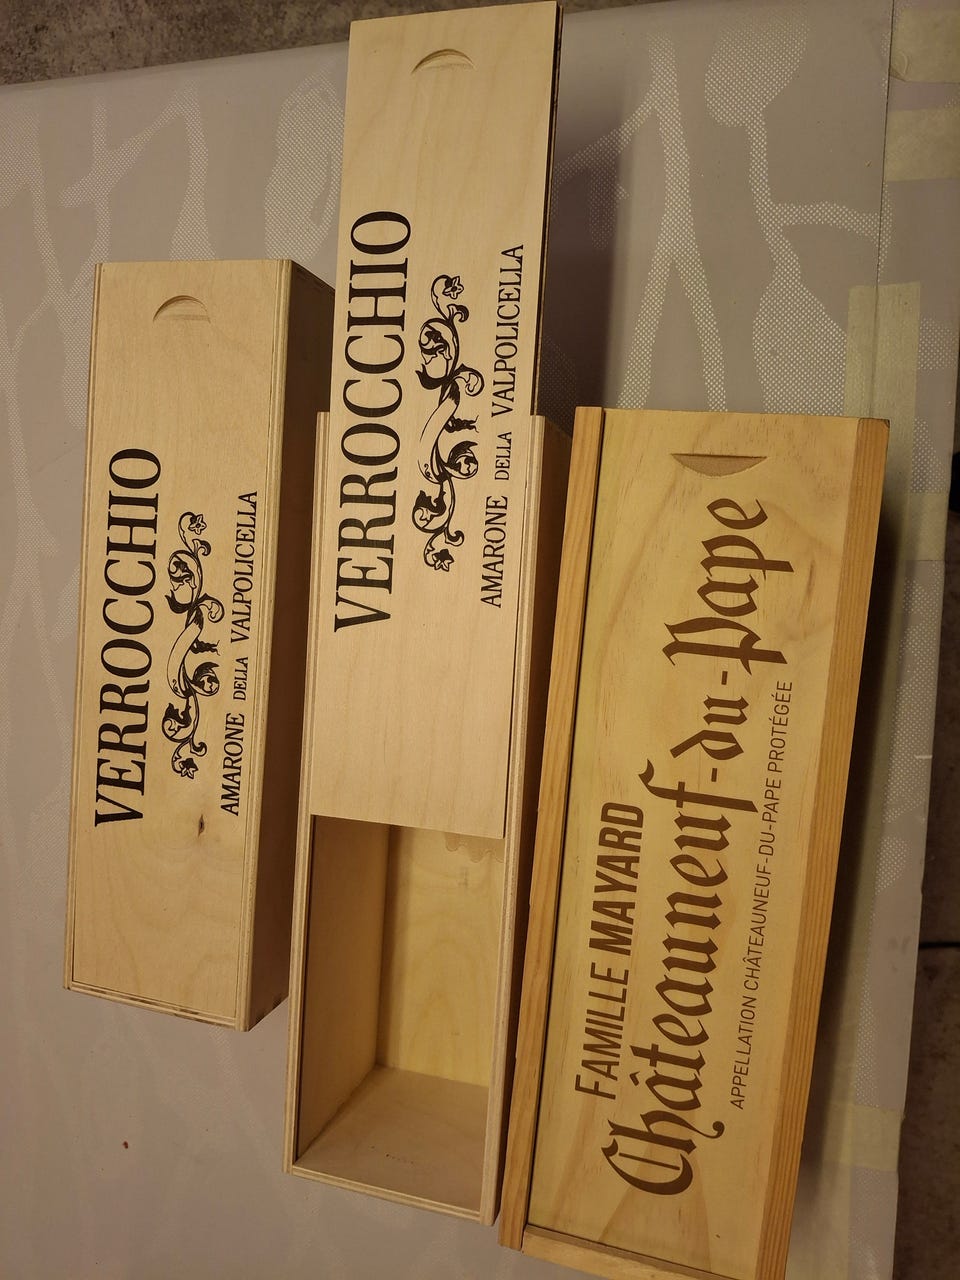 VERROCCHIO
AMARONE DELLA VALPOLICELLA
VERROCCHIO
AMARONE DELLA VALPOLICELLA
FAMILLE MAYARD
Châteauneuf-du-Pape
APPELLATION CHÂTEAUNEUF-DU-PAPE PROTÉGÉE